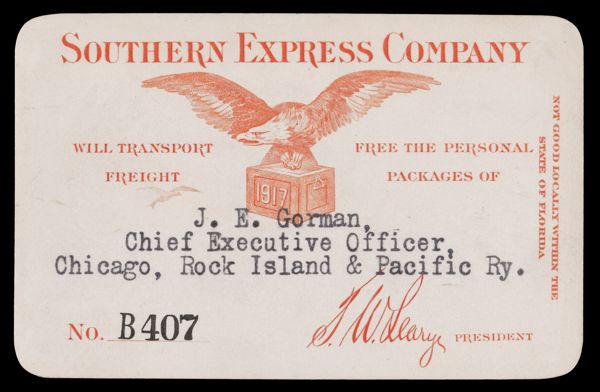 SOUTHERN EXPRESS COMPANY
WILL TRANSPORT FREE THE PERSONAL
FREIGHT PACKAGES OF
1917
J. E. Gorman,
Chief Executive Officer,
Chicago, Rock Island & Pacific Ry.
No. B407
T. W. Leary PRESIDENT
NOT GOOD LOCALLY WITHIN THE
STATE OF FLORIDA